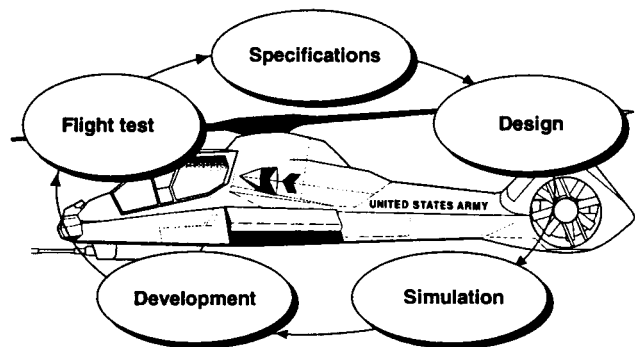 Specifications
Flight test
Design
UNITED STATES ARMY
Development
Simulation